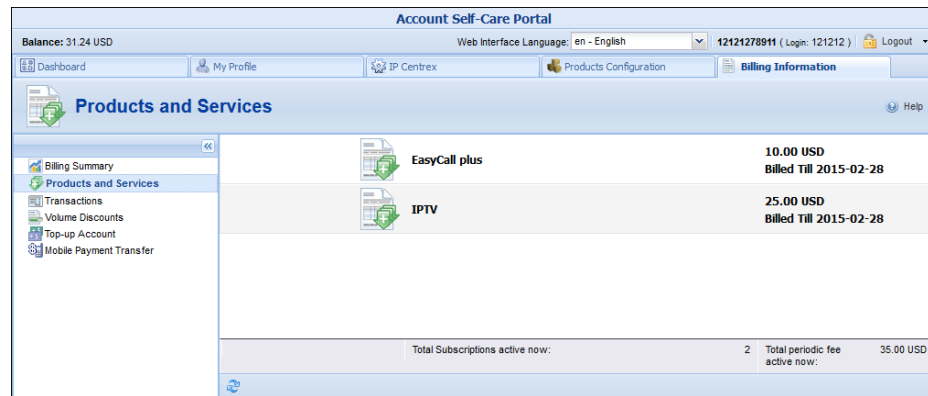 Account Self-Care Portal
Balance: 31.24 USD Web Interface Language: en - English 12121278911 ( Login: 121212 ) Logout
Dashboard My Profile IP Centrex Products Configuration Billing Information
Products and Services Help
Billing Summary
Products and Services
Transactions
Volume Discounts
Top-up Account
Mobile Payment Transfer
EasyCall plus 10.00 USD
Billed Till 2015-02-28
IPTV 25.00 USD
Billed Till 2015-02-28
Total Subscriptions active now: 2 Total periodic fee 35.00 USD
active now: